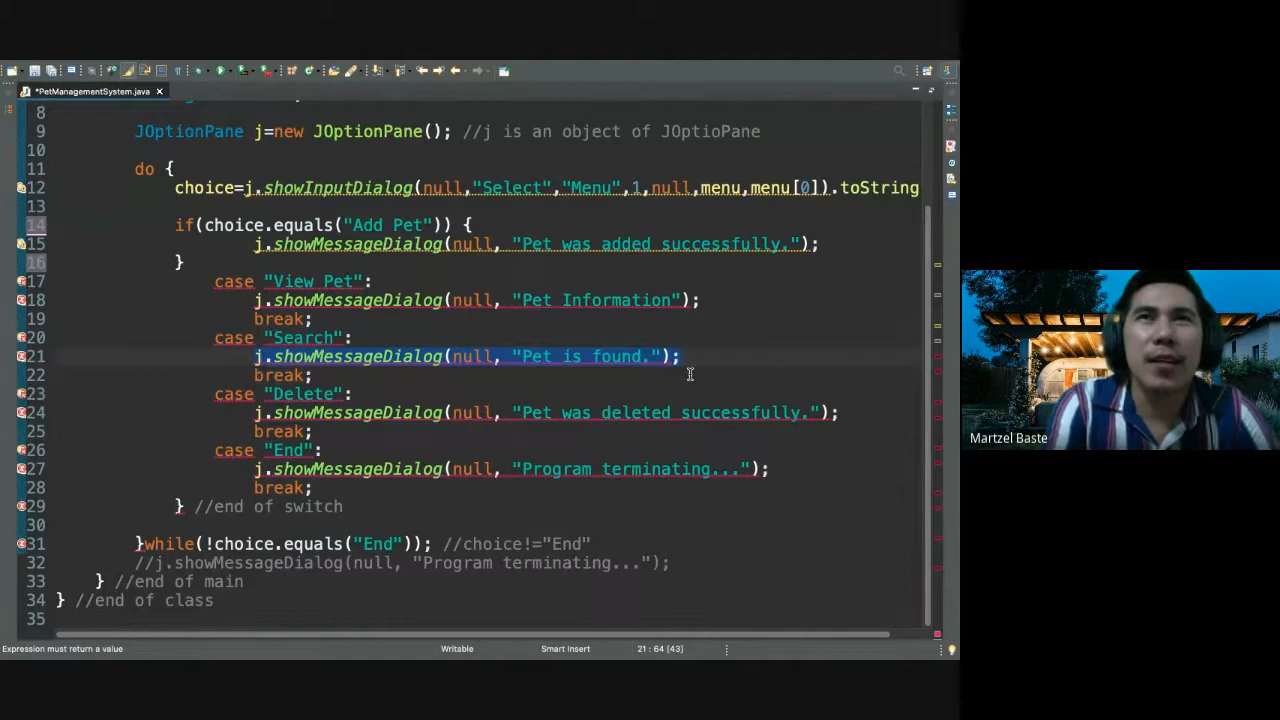 *PetManagementSystem.java
8
9 JOptionPane j=new JOptionPane(); //j is an object of JOptioPane
10
11 do {
12 choice=j.showInputDialog(null,"Select","Menu",1,null,menu,menu[0]).toString
13
14 if(choice.equals("Add Pet")) {
15 j.showMessageDialog(null, "Pet was added successfully.");
16 }
17 case "View Pet":
18 j.showMessageDialog(null, "Pet Information");
19 break;
20 case "Search":
21 j.showMessageDialog(null, "Pet is found.");
22 break;
23 case "Delete":
24 j.showMessageDialog(null, "Pet was deleted successfully.");
25 break;
26 case "End":
27 j.showMessageDialog(null, "Program terminating...");
28 break;
29 } //end of switch
30
31 }while(!choice.equals("End")); //choice!="End"
32 //j.showMessageDialog(null, "Program terminating...");
33 } //end of main
34 } //end of class
35
Expression must return a value Writable Smart Insert 21 : 64 [43]
Martzel Baste